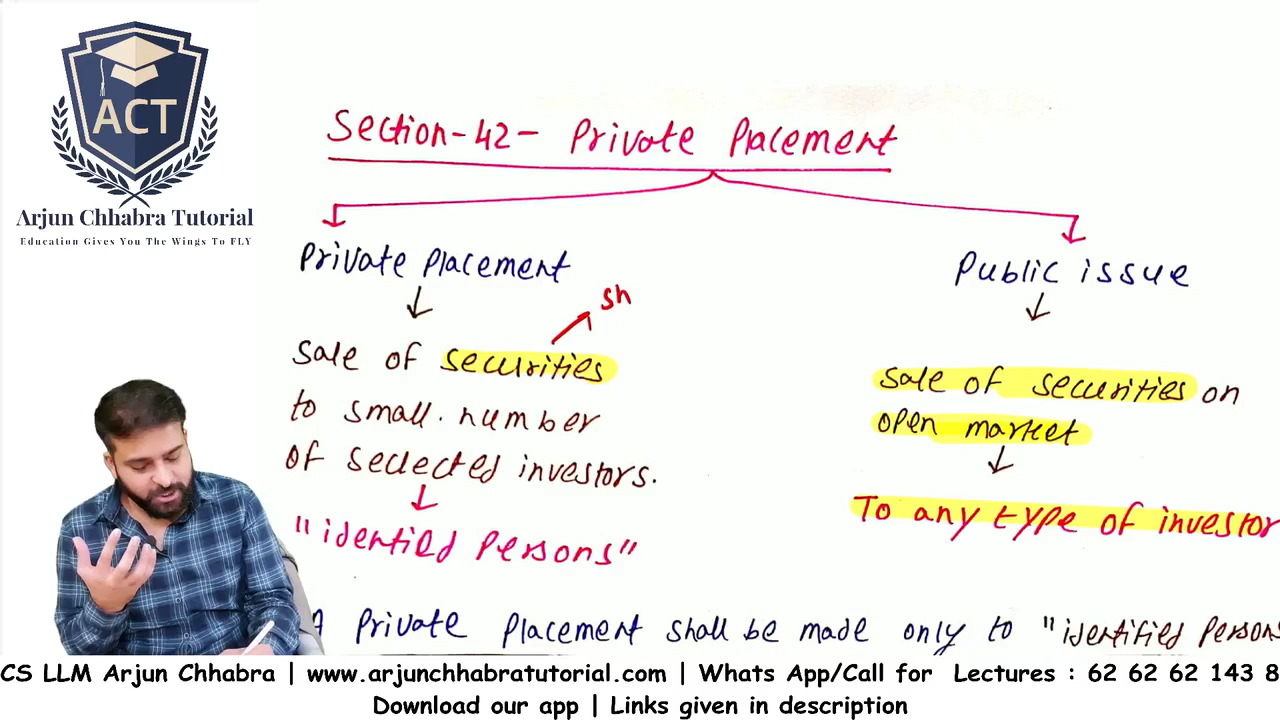 ACT
Arjun Chhabra Tutorial
Education Gives You The Wings To FLY
Section-42- Private Placement
Private Placement
Public issue
sh
Sale of securities
to small. number
of selected investors.
"identied Persons"
Sale of securities on
open market
To any type of investor
A Private Placement shall be made only to "identified Person
CS LLM Arjun Chhabra | www.arjunchhabratutorial.com | Whats App/Call for Lectures : 62 62 62 143 8
Download our app | Links given in description